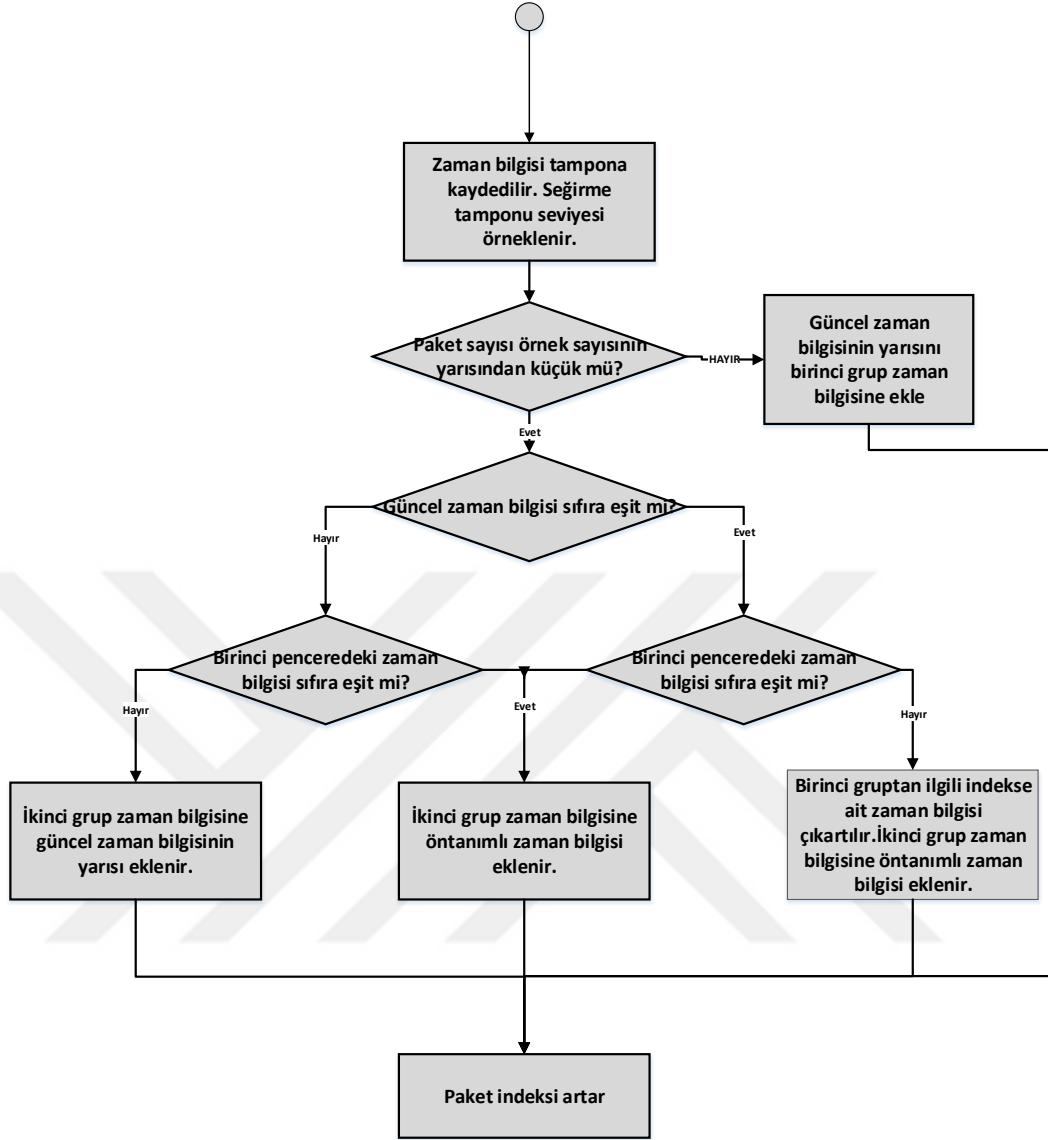 Zaman bilgisi tampona
kaydedilir. Seğirme
tamponu seviyesi
örneklenir.
Paket sayısı örnek sayısının
yarısından küçük mü?
HAYIR
Güncel zaman
bilgisinin yarısını
birinci grup zaman
bilgisine ekle
Evet
Güncel zaman bilgisi sıfıra eşit mi?
Hayır
Evet
Birinci penceredeki zaman
bilgisi sıfıra eşit mi?
Birinci penceredeki zaman
bilgisi sıfıra eşit mi?
Hayır
Evet
Hayır
İkinci grup zaman bilgisine
güncel zaman bilgisinin
yarısı eklenir.
İkinci grup zaman bilgisine
öntanımlı zaman bilgisi
eklenir.
Birinci gruptan ilgili indekse
ait zaman bilgisi
çıkartılır.İkinci grup zaman
bilgisine öntanımlı zaman
bilgisi eklenir.
Paket indeksi artar